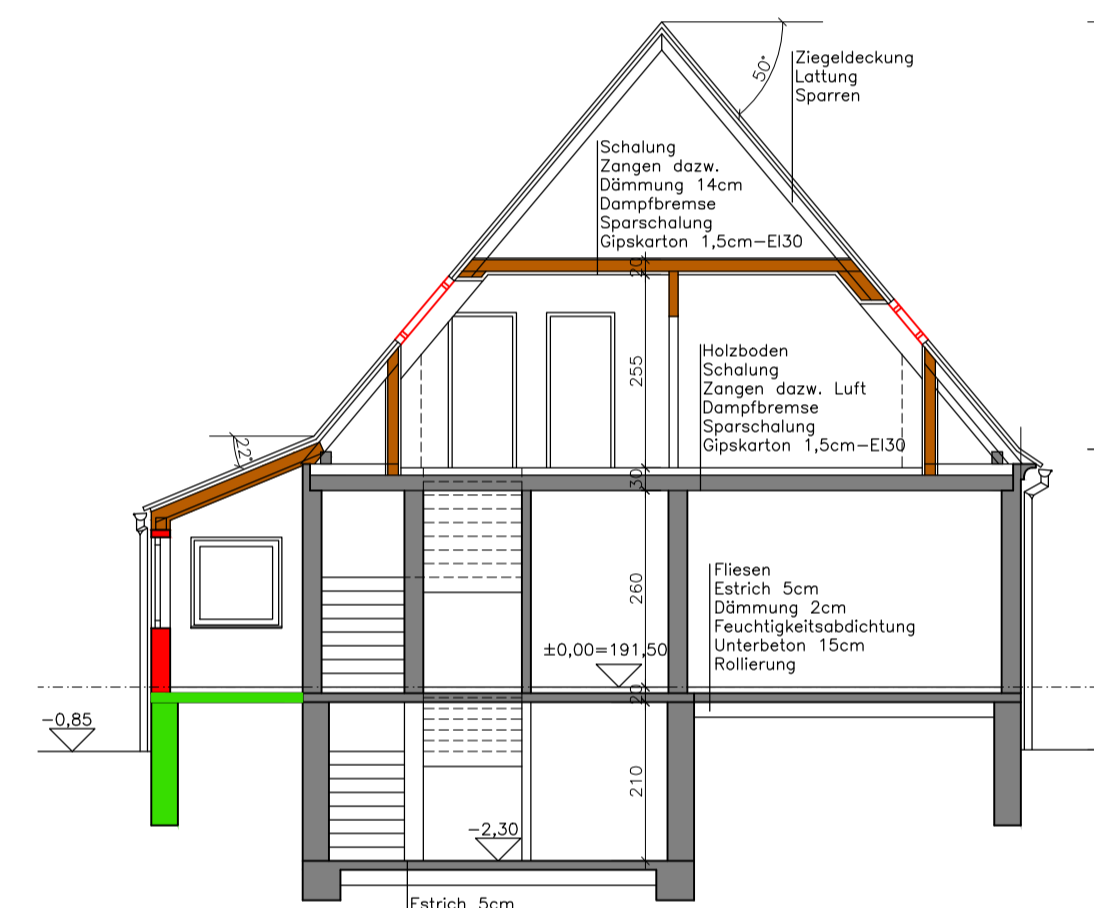 50°
Ziegeldeckung
Lattung
Sparren
Schalung
Zangen dazw.
Dämmung 14cm
Dampfbremse
Sparschalung
Gipskarton 1,5cm-EI30
20
255
Holzboden
Schalung
Zangen dazw. Luft
Dampfbremse
Sparschalung
Gipskarton 1,5cm-EI30
22°
30
260
Fliesen
Estrich 5cm
Dämmung 2cm
Feuchtigkeitsabdichtung
Unterbeton 15cm
Rollierung
±0,00=191,50
20
-0,85
210
-2,30
Estrich 5cm